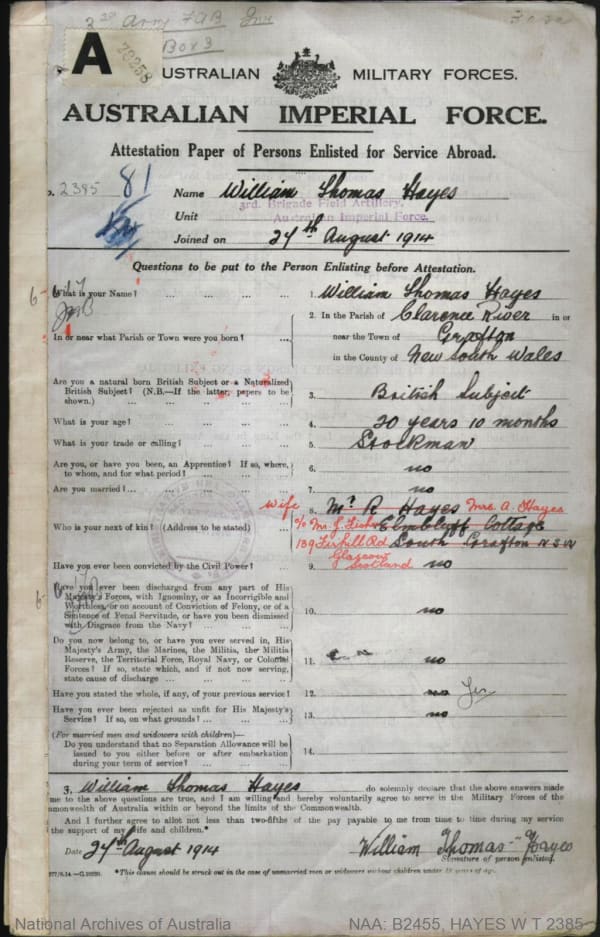 3rd Army FAB
Box 3
A 70258
AUSTRALIAN MILITARY FORCES.
AUSTRALIAN IMPERIAL FORCE.
Attestation Paper of Persons Enlisted for Service Abroad.
o. 2385 81 Name William Thomas Hayes
Unit 3rd. Brigade Field Artillery, Australian Imperial Force.
Joined on 27th August 1914
Questions to be put to the Person Enlisting before Attestation.
What is your Name? ... ... ... 1. William Thomas Hayes
In or near what Parish or Town were you born? 2. In the Parish of Clarence River in or
near the Town of Grafton
in the County of New South Wales
Are you a natural born British Subject or a Naturalized
British Subject? (N.B.—If the latter, papers to be
shown.) ... ... ... 3. British Subject
What is your age? ... ... ... 4. 20 years 10 months
What is your trade or calling? ... ... 5. Stockman
Are you, or have you been, an Apprentice? If so, where,
to whom, and for what period? ... ... 6. no
Are you married? ... ... ... 7. no
Wife 8. Mr R Hayes Mrs. A. Hayes
Who is your next of kin? (Address to be stated) ... c/o Mr. J. Cottage
139 Firhill Rd South Grafton N S W
Glasgow
Scotland
Have you ever been convicted by the Civil Power? ... 9. no
Have you ever been discharged from any part of His
Majesty's Forces, with Ignominy, or as Incorrigible and
Worthless, or on account of Conviction of Felony, or of a
Sentence of Penal Servitude, or have you been dismissed
with Disgrace from the Navy? ... ... 10. no
Do you now belong to, or have you ever served in, His
Majesty's Army, the Marines, the Militia, the Militia
Reserve, the Territorial Force, Royal Navy, or Colonial
Forces? If so, state which, and if not now serving,
state cause of discharge ... ... 11. no
Have you stated the whole, if any, of your previous service? 12. no Yes
Have you ever been rejected as unfit for His Majesty's
Service? If so, on what grounds? ... ... 13. no
(For married men and widowers with children)—
Do you understand that no Separation Allowance will be
issued to you either before or after embarkation
during your term of service? ... ... 14.
3. William Thomas Hayes do solemnly declare that the above answers made
me to the above questions are true, and I am willing and hereby voluntarily agree to serve in the Military Forces of the
mmonwealth of Australia within or beyond the limits of the Commonwealth.
And I further agree to allot not less than two-fifths of the pay payable to me from time to time during my service
the support of my wife and children.*
Date 27th August 1914 William Thomas Hayes
Signature of person enlisted.
*This clause should be struck out in the case of unmarried men or widowers without children under 18 years of age.
National Archives of Australia NAA: B2455, HAYES W T 2385